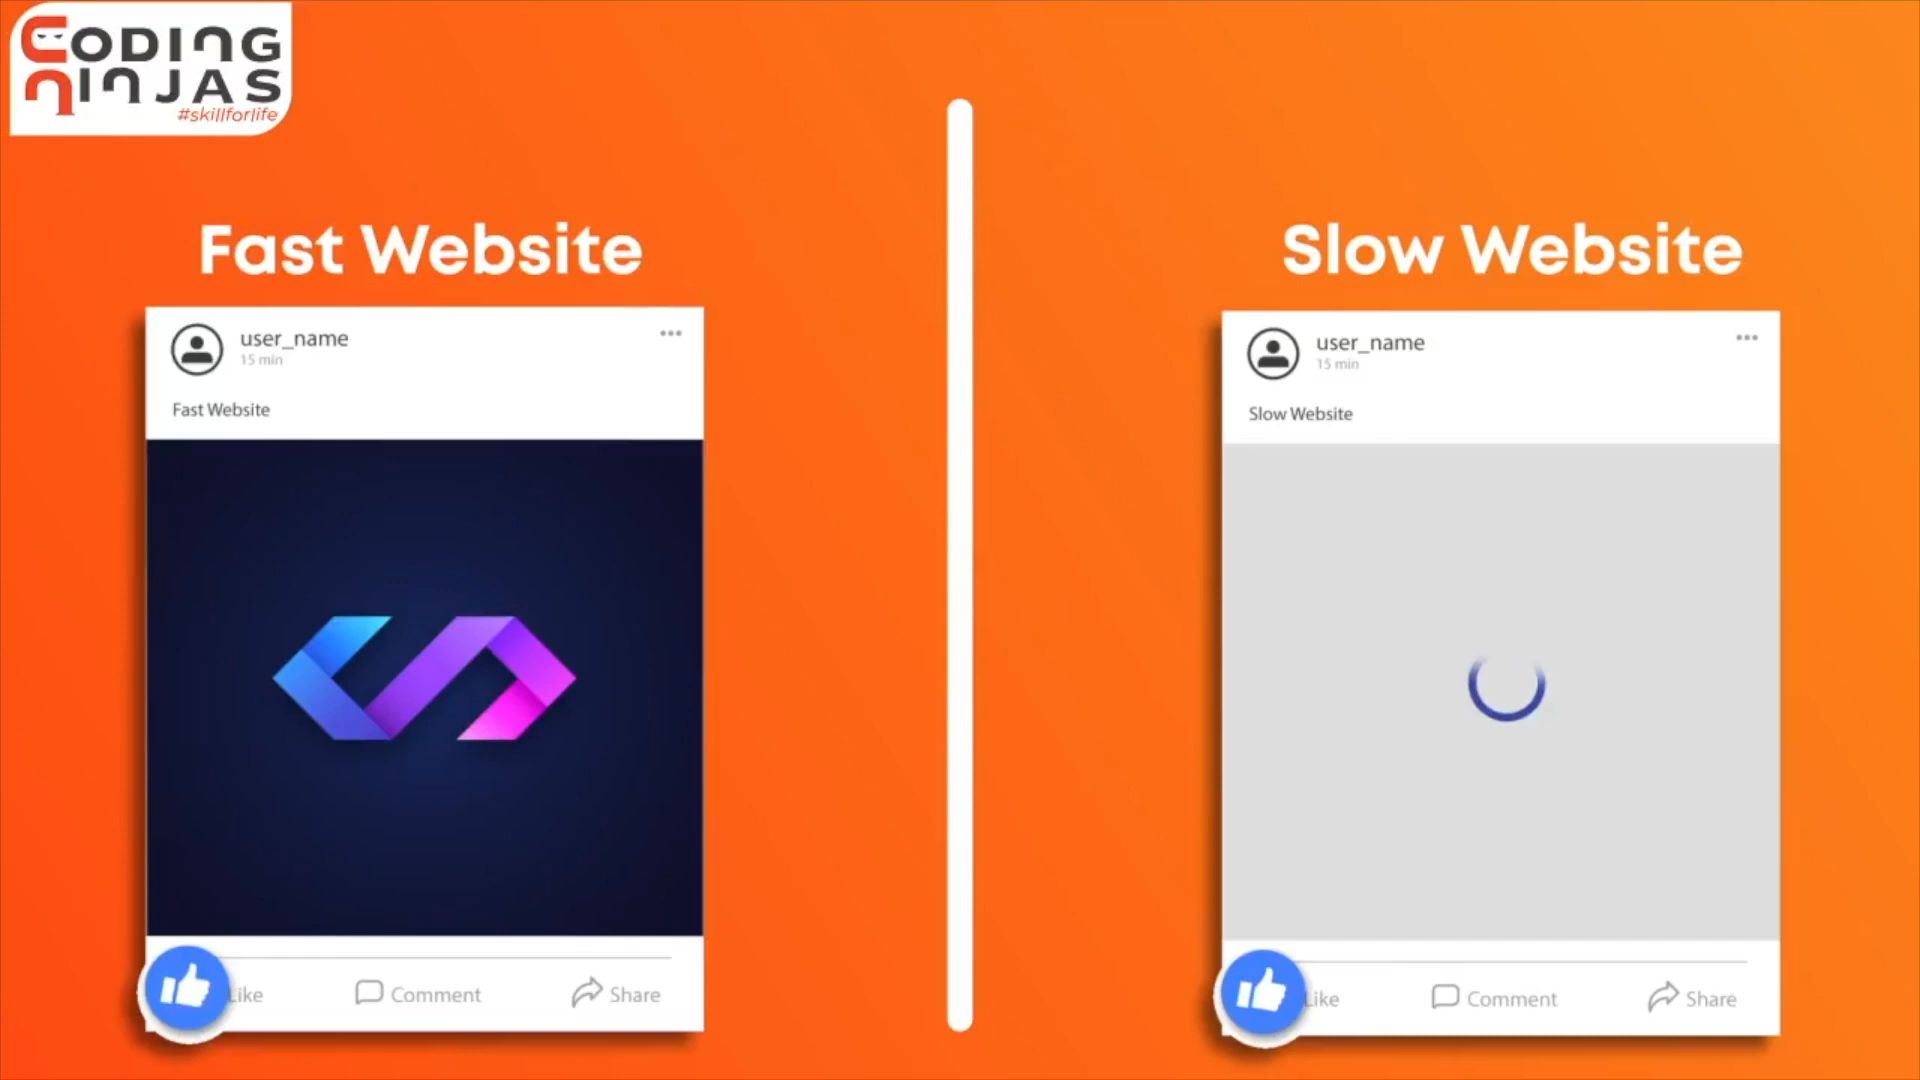 CODING
NINJAS
#skillforlife
Fast Website
user_name
15 min
Fast Website
Like
Comment
Share
Slow Website
user_name
15 min
Slow Website
Like
Comment
Share